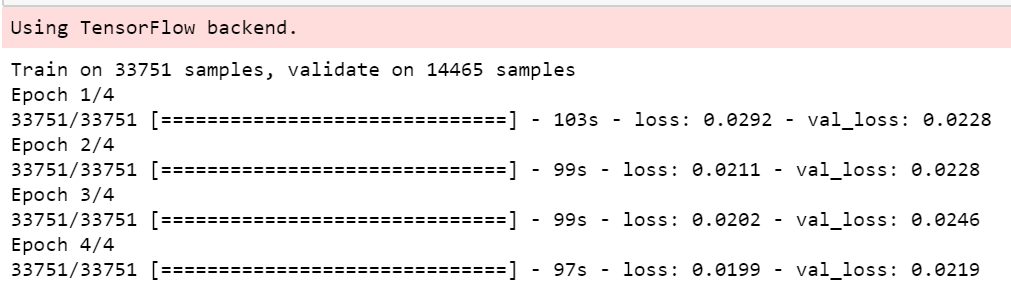 Using TensorFlow backend.
Train on 33751 samples, validate on 14465 samples
Epoch 1/4
33751/33751 [==============================] - 103s - loss: 0.0292 - val_loss: 0.0228
Epoch 2/4
33751/33751 [==============================] - 99s - loss: 0.0211 - val_loss: 0.0228
Epoch 3/4
33751/33751 [==============================] - 99s - loss: 0.0202 - val_loss: 0.0246
Epoch 4/4
33751/33751 [==============================] - 97s - loss: 0.0199 - val_loss: 0.0219